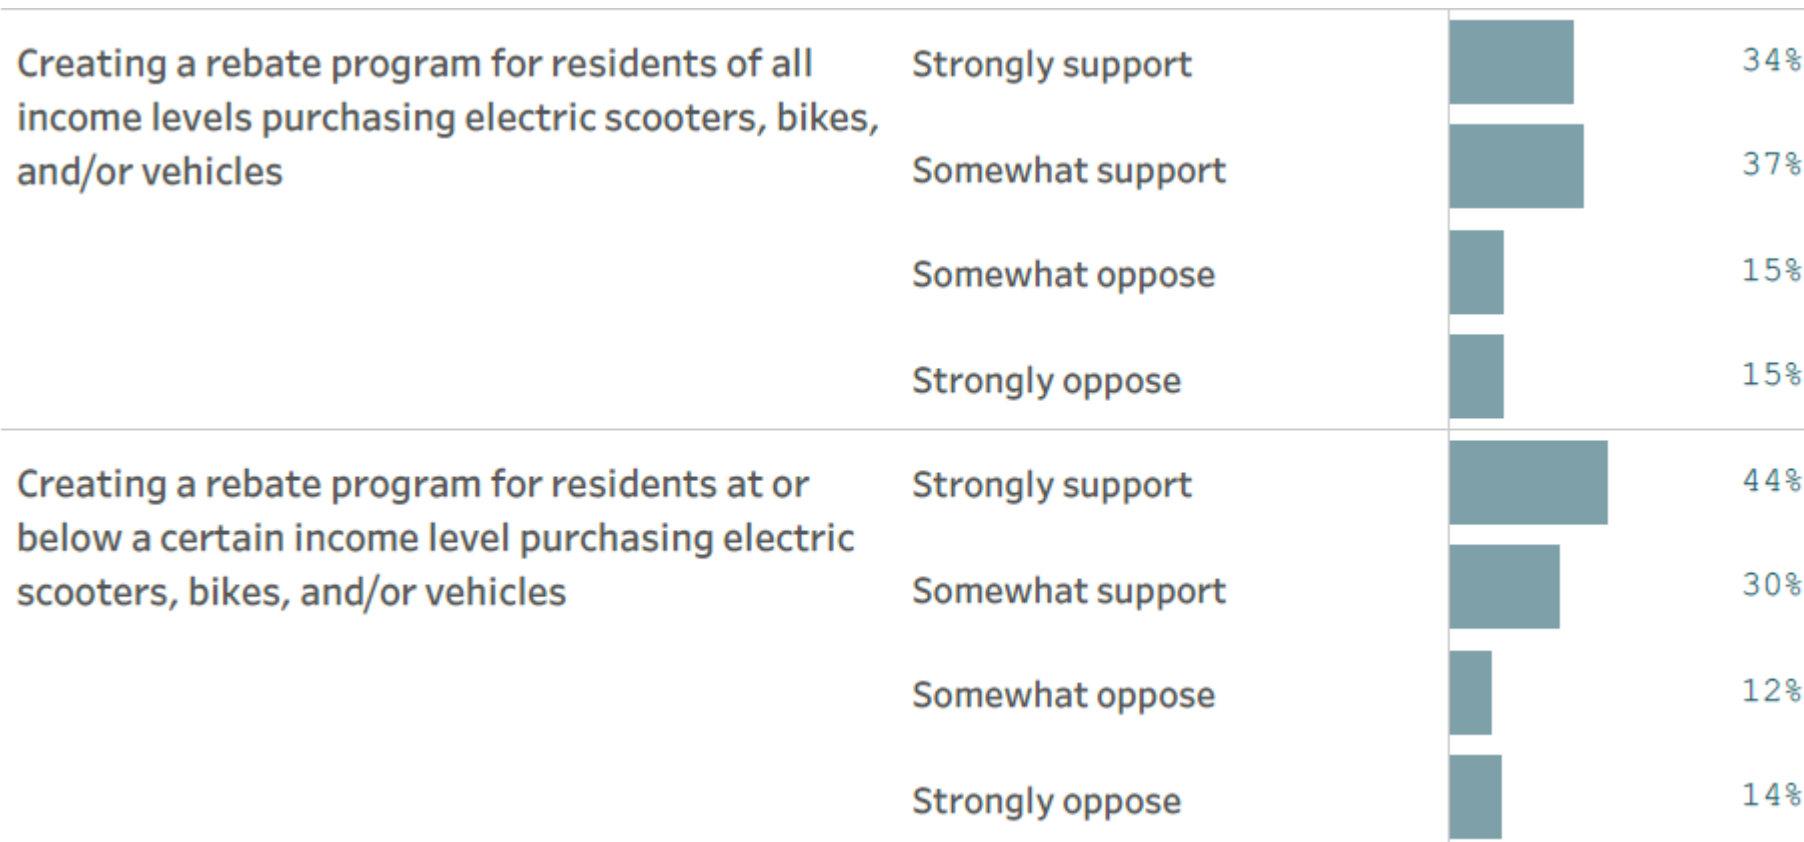 Creating a rebate program for residents of all
income levels purchasing electric scooters, bikes,
and/or vehicles
Strongly support 34%
Somewhat support 37%
Somewhat oppose 15%
Strongly oppose 15%
Creating a rebate program for residents at or
below a certain income level purchasing electric
scooters, bikes, and/or vehicles
Strongly support 44%
Somewhat support 30%
Somewhat oppose 12%
Strongly oppose 14%